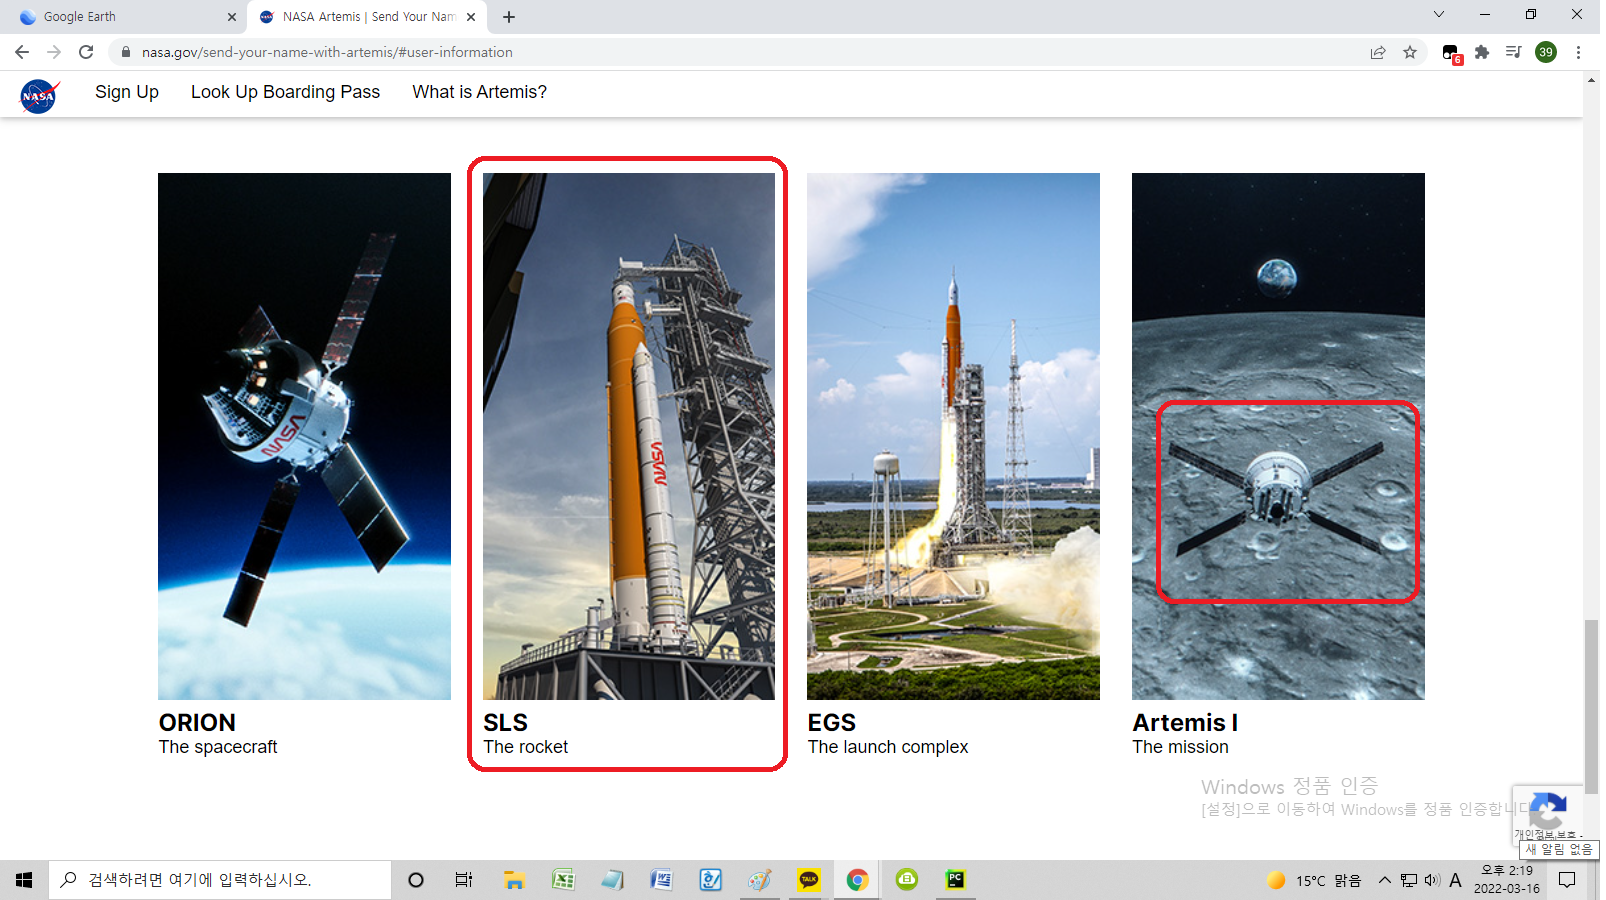 Google Earth
NASA Artemis | Send Your Nam
nasa.gov/send-your-name-with-artemis/#user-information
6
39
NASA
Sign Up
Look Up Boarding Pass
What is Artemis?
NASA
NASA
ORION
The spacecraft
SLS
The rocket
EGS
The launch complex
Artemis I
The mission
Windows 정품 인증
[설정]으로 이동하여 Windows를 정품 인증합니다
개인정보 보호 -
새 알림 없음
검색하려면 여기에 입력하십시오.
TALK
PC
15°C 맑음
A
오후 2:19
2022-03-16